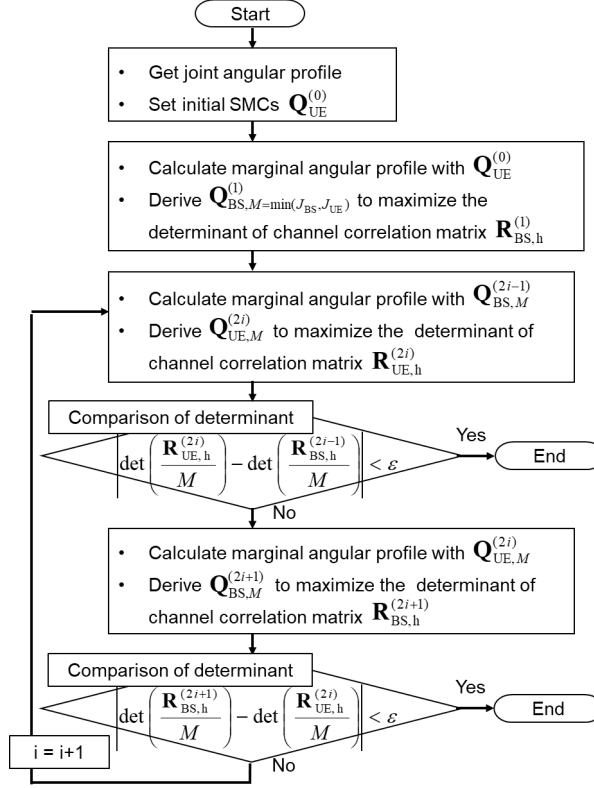 Start
• Get joint angular profile
• Set initial SMCs Q_UE^(0)
• Calculate marginal angular profile with Q_UE^(0)
• Derive Q_BS,M=min(J_BS,J_UE)^(1) to maximize the
determinant of channel correlation matrix R_BS,h^(1)
• Calculate marginal angular profile with Q_BS,M^(2i−1)
• Derive Q_UE,M^(2i) to maximize the determinant of
channel correlation matrix R_UE,h^(2i)
Comparison of determinant
|det(R_UE,h^(2i)/M) − det(R_BS,h^(2i−1)/M)| < ε
Yes
End
No
• Calculate marginal angular profile with Q_UE,M^(2i)
• Derive Q_BS,M^(2i+1) to maximize the determinant of
channel correlation matrix R_BS,h^(2i+1)
Comparison of determinant
|det(R_BS,h^(2i+1)/M) − det(R_UE,h^(2i)/M)| < ε
Yes
End
i = i+1
No